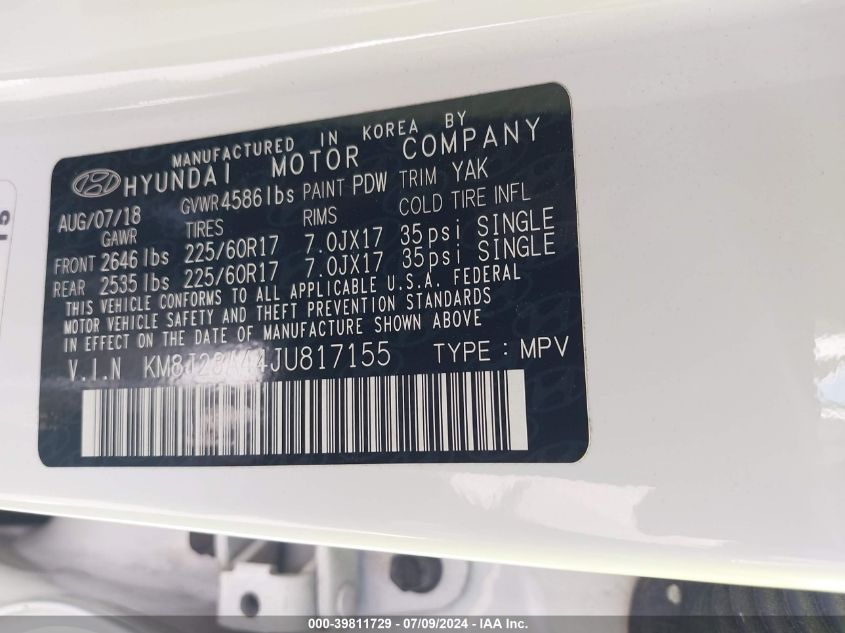 MANUFACTURED IN KOREA BY
HYUNDAI MOTOR COMPANY
AUG/07/18 GVWR 4586 lbs PAINT PDW TRIM YAK
GAWR TIRES RIMS COLD TIRE INFL
FRONT 2646 lbs 225/60R17 7.0JX17 35psi SINGLE
REAR 2535 lbs 225/60R17 7.0JX17 35psi SINGLE
THIS VEHICLE CONFORMS TO ALL APPLICABLE U.S.A. FEDERAL
MOTOR VEHICLE SAFETY AND THEFT PREVENTION STANDARDS
IN EFFECT ON THE DATE OF MANUFACTURE SHOWN ABOVE
V.I.N KM8J23A44JU817155 TYPE : MPV
000-39811729 - 07/09/2024 - IAA Inc.